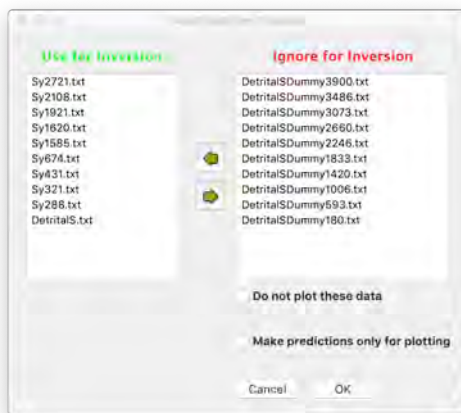 Use for Inversion
Ignore for Inversion
Sy2721.txt
Sy2108.txt
Sy1921.txt
Sy1620.txt
Sy1585.txt
Sy674.txt
Sy431.txt
Sy321.txt
Sy286.txt
DetritalS.txt
DetritalSDummy3900.txt
DetritalSDummy3486.txt
DetritalSDummy3073.txt
DetritalSDummy2660.txt
DetritalSDummy2246.txt
DetritalSDummy1833.txt
DetritalSDummy1420.txt
DetritalSDummy1006.txt
DetritalSDummy593.txt
DetritalSDummy180.txt
Do not plot these data
Make predictions only for plotting
Cancel
OK